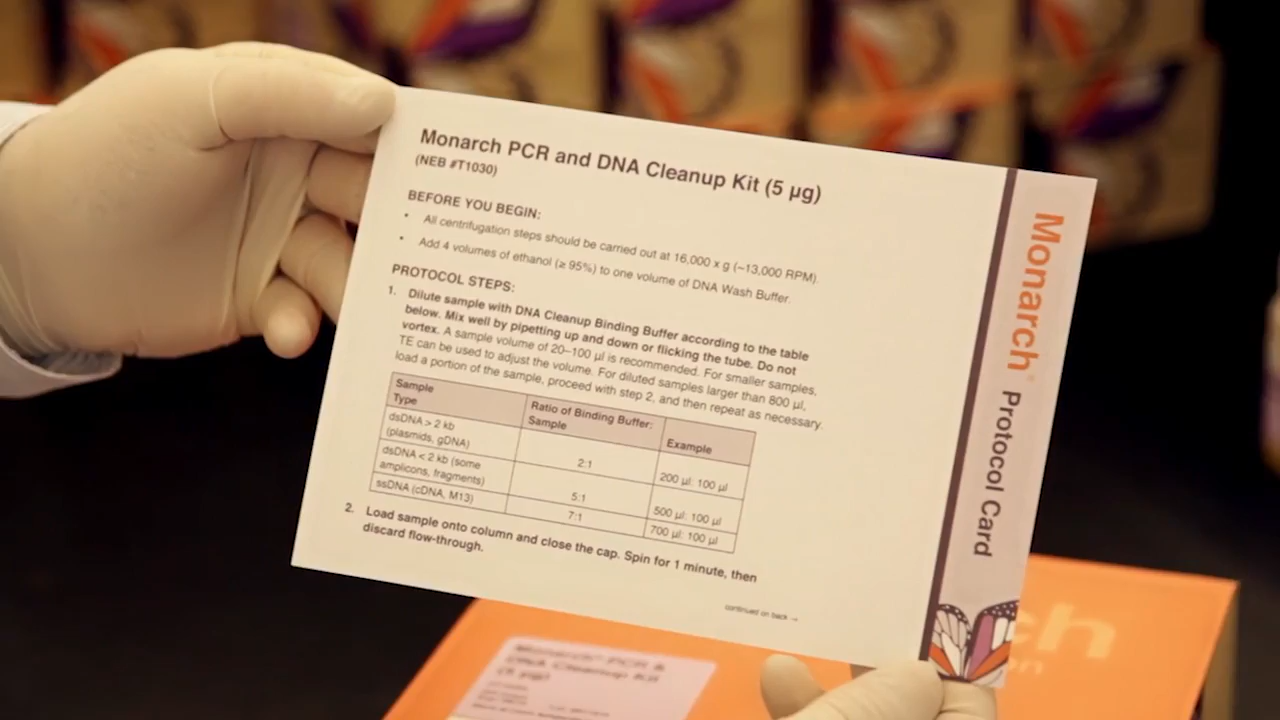 Monarch PCR and DNA Cleanup Kit (5 µg)
(NEB #T1030)
BEFORE YOU BEGIN:
• All centrifugation steps should be carried out at 16,000 x g (~13,000 RPM).
• Add 4 volumes of ethanol (≥ 95%) to one volume of DNA Wash Buffer.
PROTOCOL STEPS:
1. Dilute sample with DNA Cleanup Binding Buffer according to the table
below. Mix well by pipetting up and down or flicking the tube. Do not
vortex. A sample volume of 20–100 µl is recommended. For smaller samples,
TE can be used to adjust the volume. For diluted samples larger than 800 µl,
load a portion of the sample, proceed with step 2, and then repeat as necessary.
Sample
Type
Ratio of Binding Buffer:
Sample
Example
dsDNA > 2 kb
(plasmids, gDNA)
2:1
200 µl: 100 µl
dsDNA < 2 kb (some
amplicons, fragments)
5:1
500 µl: 100 µl
ssDNA (cDNA, M13)
7:1
700 µl: 100 µl
2. Load sample onto column and close the cap. Spin for 1 minute, then
discard flow-through.
continued on back →
Monarch® Protocol Card
ch
on
Monarch® PCR &
DNA Cleanup Kit
(5 µg)